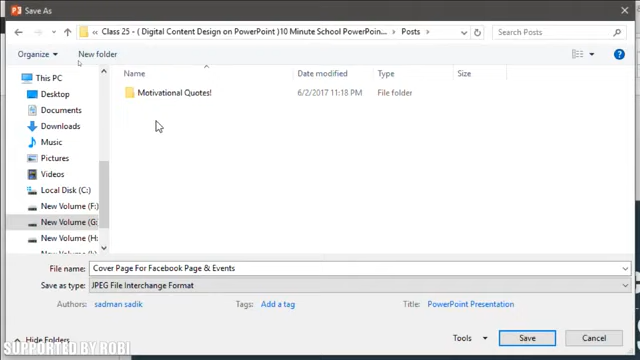 Save As
« Class 25 - ( Digital Content Design on PowerPoint )10 Minute School PowerPoin... › Posts ›
Search Posts
Organize
New folder
Name
Date modified
Type
Size
This PC
Desktop
Documents
Downloads
Music
Pictures
Videos
Local Disk (C:)
New Volume (F:)
New Volume (G:
New Volume (H:
Motivational Quotes!
6/2/2017 11:18 PM
File folder
File name:
Cover Page For Facebook Page & Events
Save as type:
JPEG File Interchange Format
Authors:
sadman sadik
Tags:
Add a tag
Title:
PowerPoint Presentation
Hide Folders
Tools
Save
Cancel
SUPPORTED BY ROBI